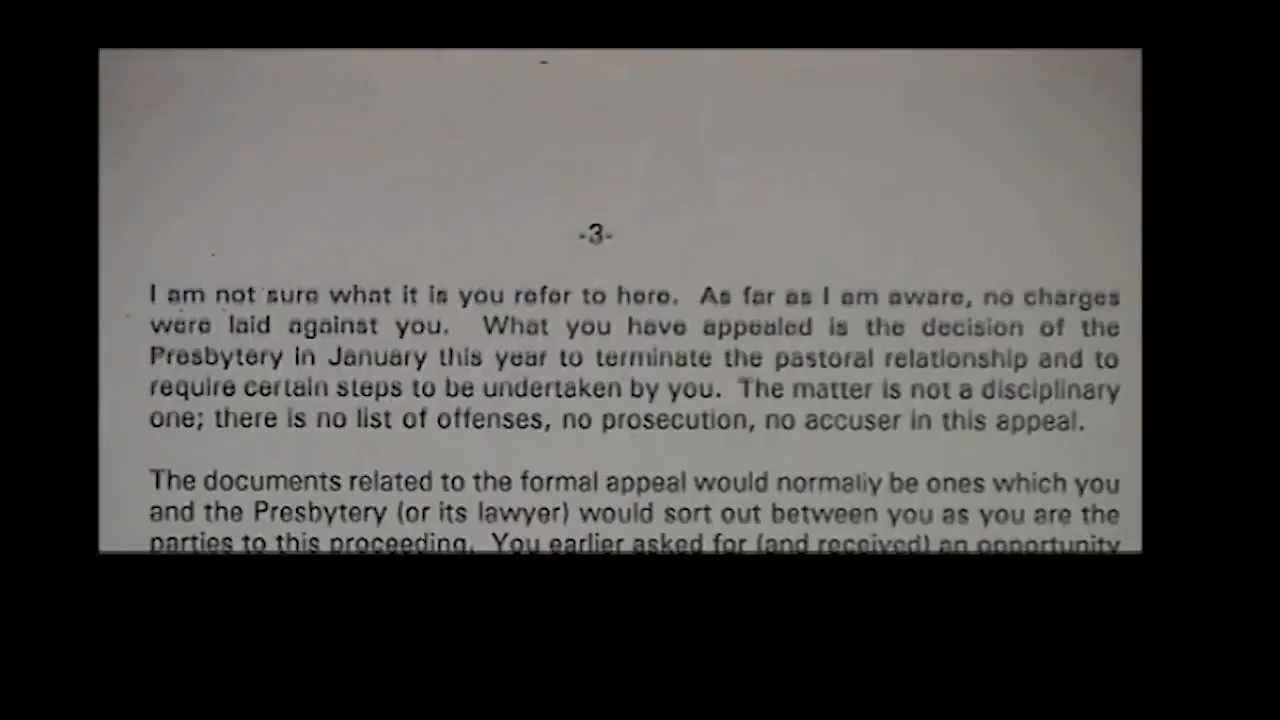 -3-
I am not sure what it is you refer to here. As far as I am aware, no charges
were laid against you. What you have appealed is the decision of the
Presbytery in January this year to terminate the pastoral relationship and to
require certain steps to be undertaken by you. The matter is not a disciplinary
one; there is no list of offenses, no prosecution, no accuser in this appeal.
The documents related to the formal appeal would normally be ones which you
and the Presbytery (or its lawyer) would sort out between you as you are the
parties to this proceeding. You earlier asked for (and received) an opportunity